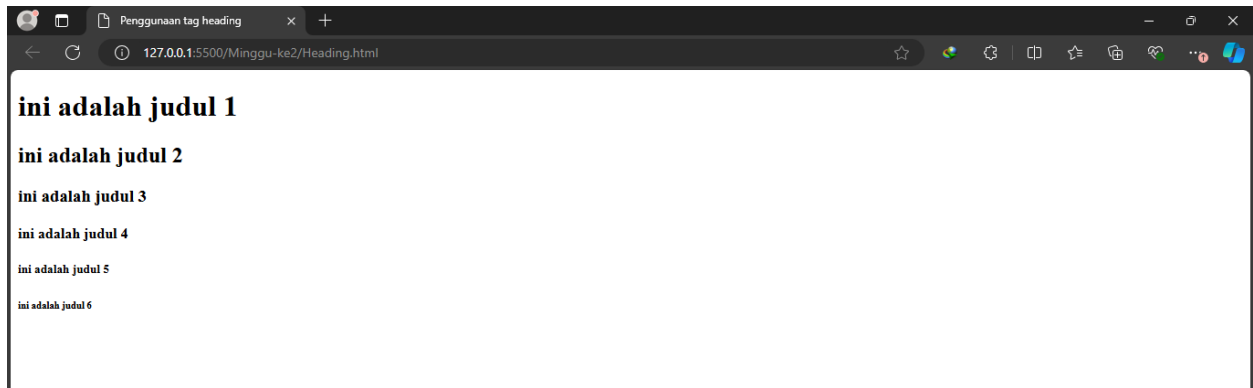 Penggunaan tag heading
127.0.0.1:5500/Minggu-ke2/Heading.html
ini adalah judul 1
ini adalah judul 2
ini adalah judul 3
ini adalah judul 4
ini adalah judul 5
ini adalah judul 6